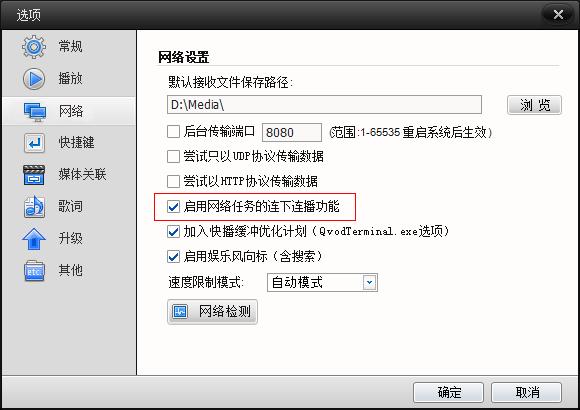 选项
常规
播放
网络
快捷键
媒体关联
歌词
升级
其他
网络设置
默认接收文件保存路径:
D:\Media\ 浏览
后台传输端口 8080 (范围:1-65535 重启系统后生效)
尝试只以UDP协议传输数据
尝试以HTTP协议传输数据
启用网络任务的连下连播功能
加入快播缓冲优化计划(QvodTerminal.exe选项)
启用娱乐风向标(含搜索)
速度限制模式: 自动模式
网络检测
确定 取消